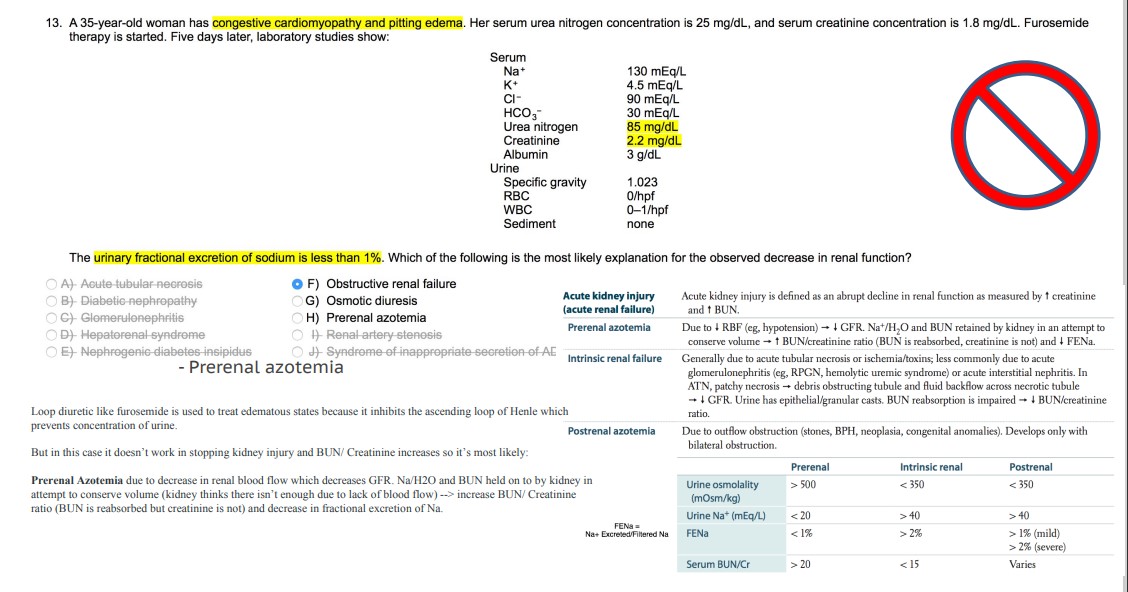 13. A 35-year-old woman has congestive cardiomyopathy and pitting edema. Her serum urea nitrogen concentration is 25 mg/dL, and serum creatinine concentration is 1.8 mg/dL. Furosemide
therapy is started. Five days later, laboratory studies show:
Serum
Na+ 130 mEq/L
K+ 4.5 mEq/L
Cl− 90 mEq/L
HCO3− 30 mEq/L
Urea nitrogen 85 mg/dL
Creatinine 2.2 mg/dL
Albumin 3 g/dL
Urine
Specific gravity 1.023
RBC 0/hpf
WBC 0–1/hpf
Sediment none
The urinary fractional excretion of sodium is less than 1%. Which of the following is the most likely explanation for the observed decrease in renal function?
A) Acute tubular necrosis
B) Diabetic nephropathy
C) Glomerulonephritis
D) Hepatorenal syndrome
E) Nephrogenic diabetes insipidus
F) Obstructive renal failure
G) Osmotic diuresis
H) Prerenal azotemia
I) Renal artery stenosis
J) Syndrome of inappropriate secretion of AD
- Prerenal azotemia
Loop diuretic like furosemide is used to treat edematous states because it inhibits the ascending loop of Henle which
prevents concentration of urine.
But in this case it doesn't work in stopping kidney injury and BUN/ Creatinine increases so it's most likely:
Prerenal Azotemia due to decrease in renal blood flow which decreases GFR. Na/H2O and BUN held on to by kidney in
attempt to conserve volume (kidney thinks there isn't enough due to lack of blood flow) --> increase BUN/ Creatinine
ratio (BUN is reabsorbed but creatinine is not) and decrease in fractional excretion of Na.
Acute kidney injury
(acute renal failure)
Acute kidney injury is defined as an abrupt decline in renal function as measured by ↑ creatinine
and ↑ BUN.
Prerenal azotemia
Due to ↓ RBF (eg, hypotension) → ↓ GFR. Na+/H2O and BUN retained by kidney in an attempt to
conserve volume → ↑ BUN/creatinine ratio (BUN is reabsorbed, creatinine is not) and ↓ FENa.
Intrinsic renal failure
Generally due to acute tubular necrosis or ischemia/toxins; less commonly due to acute
glomerulonephritis (eg, RPGN, hemolytic uremic syndrome) or acute interstitial nephritis. In
ATN, patchy necrosis → debris obstructing tubule and fluid backflow across necrotic tubule
→ ↓ GFR. Urine has epithelial/granular casts. BUN reabsorption is impaired → ↓ BUN/creatinine
ratio.
Postrenal azotemia
Due to outflow obstruction (stones, BPH, neoplasia, congenital anomalies). Develops only with
bilateral obstruction.
Prerenal Intrinsic renal Postrenal
Urine osmolality > 500 < 350 < 350
(mOsm/kg)
Urine Na+ (mEq/L) < 20 > 40 > 40
FENa < 1% > 2% > 1% (mild)
> 2% (severe)
Serum BUN/Cr > 20 < 15 Varies
FENa =
Na+ Excreted/Filtered Na